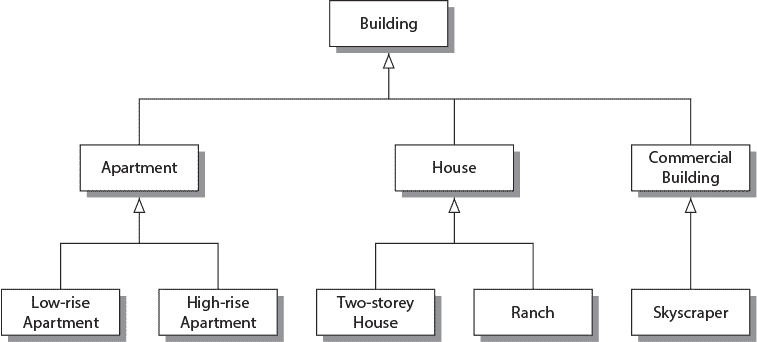 Building
Apartment
House
Commercial
Building
Low-rise
Apartment
High-rise
Apartment
Two-storey
House
Ranch
Skyscraper